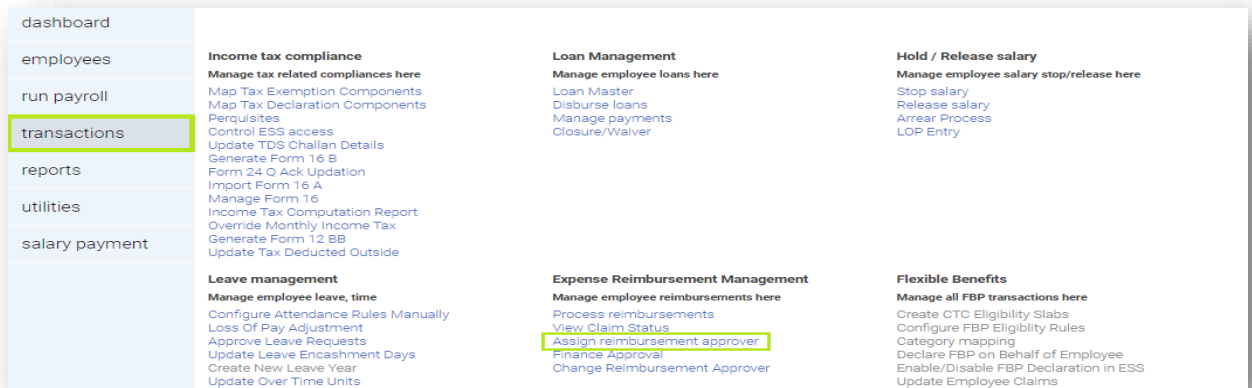 dashboard
employees
run payroll
transactions
reports
utilities
salary payment
Income tax compliance
Manage tax related compliances here
Map Tax Exemption Components
Map Tax Declaration Components
Perquisites
Control ESS access
Update TDS Challan Details
Generate Form 16 B
Form 24 Q Ack Updation
Import Form 16 A
Manage Form 16
Income Tax Computation Report
Override Monthly Income Tax
Generate Form 12 BB
Update Tax Deducted Outside
Loan Management
Manage employee loans here
Loan Master
Disburse loans
Manage payments
Closure/Waiver
Hold / Release salary
Manage employee salary stop/release here
Stop salary
Release salary
Arrear Process
LOP Entry
Leave management
Manage employee leave, time
Configure Attendance Rules Manually
Loss Of Pay Adjustment
Approve Leave Requests
Update Leave Encashment Days
Create New Leave Year
Update Over Time Units
Expense Reimbursement Management
Manage employee reimbursements here
Process reimbursements
View Claim Status
Assign reimbursement approver
Finance Approval
Change Reimbursement Approver
Flexible Benefits
Manage all FBP transactions here
Create CTC Eligibility Slabs
Configure FBP Eligiblity Rules
Category mapping
Declare FBP on Behalf of Employee
Enable/Disable FBP Declaration in ESS
Update Employee Claims